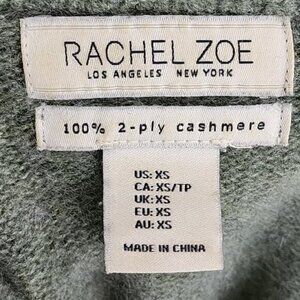 RACHEL ZOE
LOS ANGELES NEW YORK
100% 2-ply cashmere
US: XS
CA: XS/TP
UK: XS
EU: XS
AU: XS
MADE IN CHINA